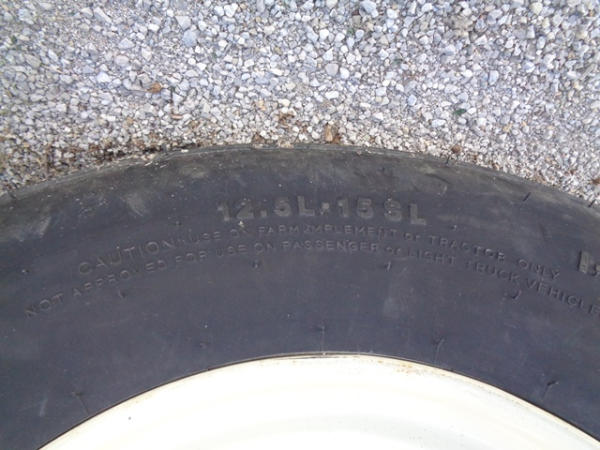 12.5L-15 SL
CAUTION: USE ON FARM IMPLEMENT or TRACTOR ONLY
NOT APPROVED FOR USE ON PASSENGER or LIGHT TRUCK VEHICLE